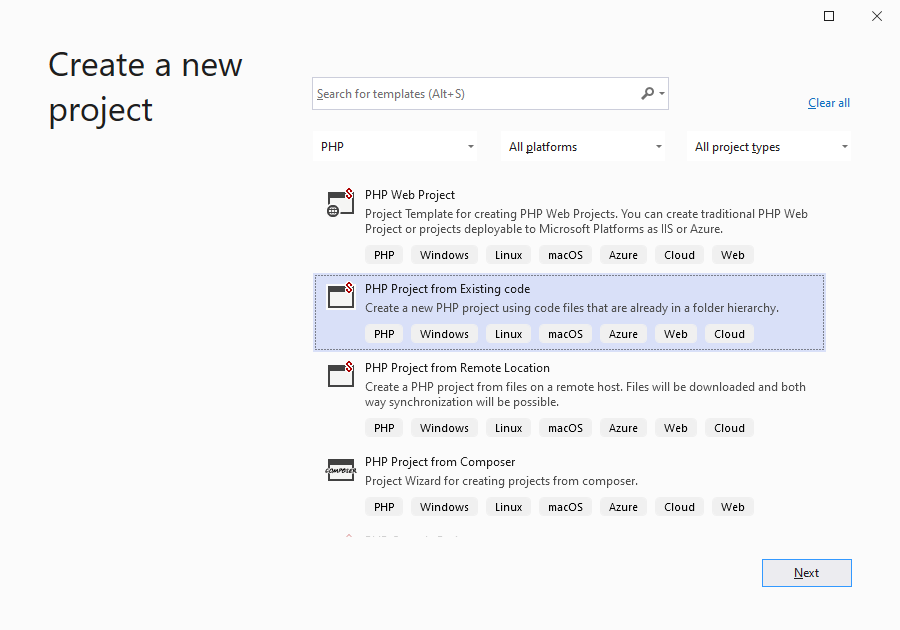 Create a new
project
Search for templates (Alt+S)
Clear all
PHP
All platforms
All project types
PHP Web Project
Project Template for creating PHP Web Projects. You can create traditional PHP Web
Project or projects deployable to Microsoft Platforms as IIS or Azure.
PHP Windows Linux macOS Azure Cloud Web
PHP Project from Existing code
Create a new PHP project using code files that are already in a folder hierarchy.
PHP Windows Linux macOS Azure Web Cloud
PHP Project from Remote Location
Create a PHP project from files on a remote host. Files will be downloaded and both
way synchronization will be possible.
PHP Windows Linux macOS Azure Web Cloud
COMPOSER
PHP Project from Composer
Project Wizard for creating projects from composer.
PHP Windows Linux macOS Azure Cloud Web
Next